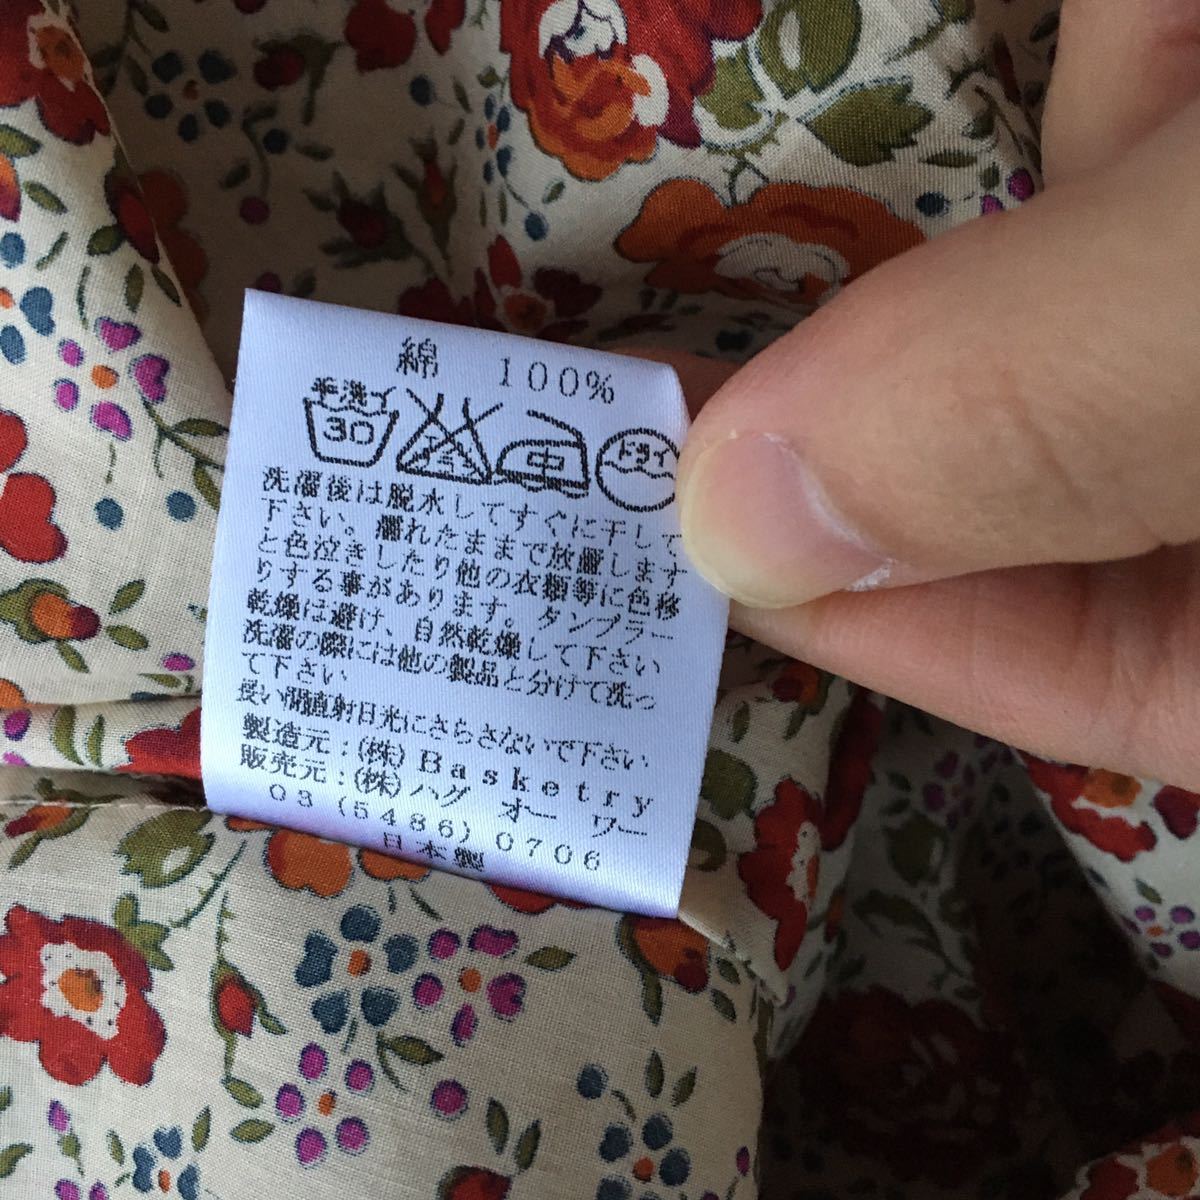 綿 100%
手洗イ
30
エンソサラシ
中
ドライ
洗濯後は脱水してすぐに干して
下さい。濡れたままで放置します
と色泣きしたり他の衣類等に色移
りする事があります。タンブラー
乾燥は避け、自然乾燥して下さい
洗濯の際には他の製品と分けて洗っ
て下さい
長い間直射日光にさらさないで下さい
製造元:(株)Basketry
販売元:(株)ハグ オー ワー
03(5486)0706
日本製